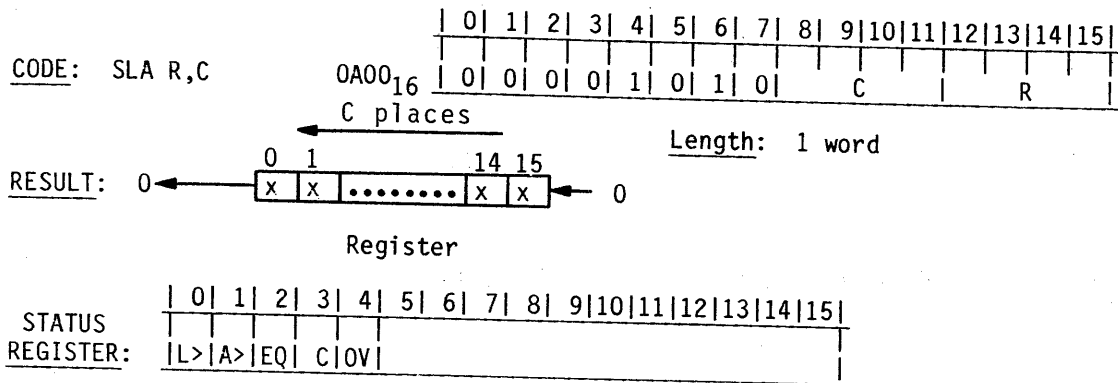 | 0| 1| 2| 3| 4| 5| 6| 7| 8| 9|10|11|12|13|14|15|
CODE: SLA R,C 0A00₁₆ | 0| 0| 0| 0| 1| 0| 1| 0| C | R |
C places
Length: 1 word
0 1 14 15
RESULT: 0 x x ........ x x 0
Register
| 0| 1| 2| 3| 4| 5| 6| 7| 8| 9|10|11|12|13|14|15|
STATUS
REGISTER: |L>|A>|EQ| C|OV| |